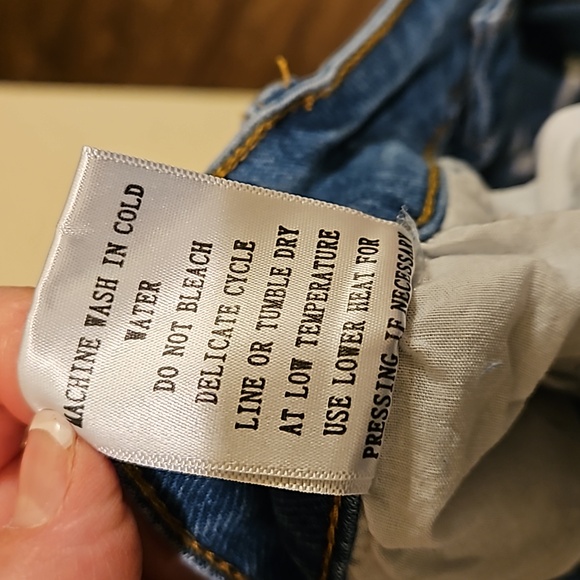 MACHINE WASH IN COLD
WATER
DO NOT BLEACH
DELICATE CYCLE
LINE OR TUMBLE DRY
AT LOW TEMPERATURE
USE LOWER HEAT FOR
PRESSING IF NECESSARY